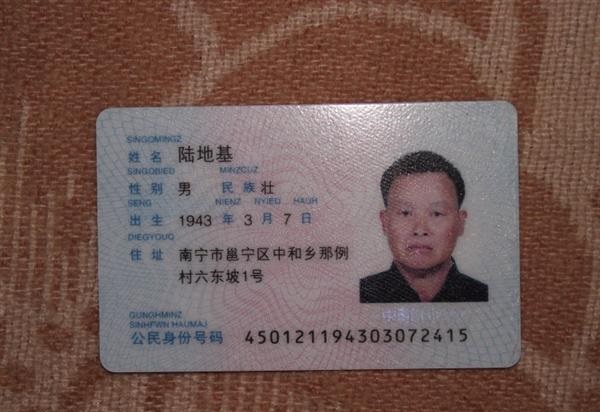 SINGOMINGZ
姓名 陆地基
SINGOBIED MINZCUZ
性别 男 民族 壮
SENG NIENZ NYIED HAUH
出生 1943 年 3 月 7 日
DIEGYOUQ
住址 南宁市邕宁区中和乡那例
村六东坡1号
GUNGHMINZ
SINHFWN HAUMAJ
公民身份号码 450121194303072415